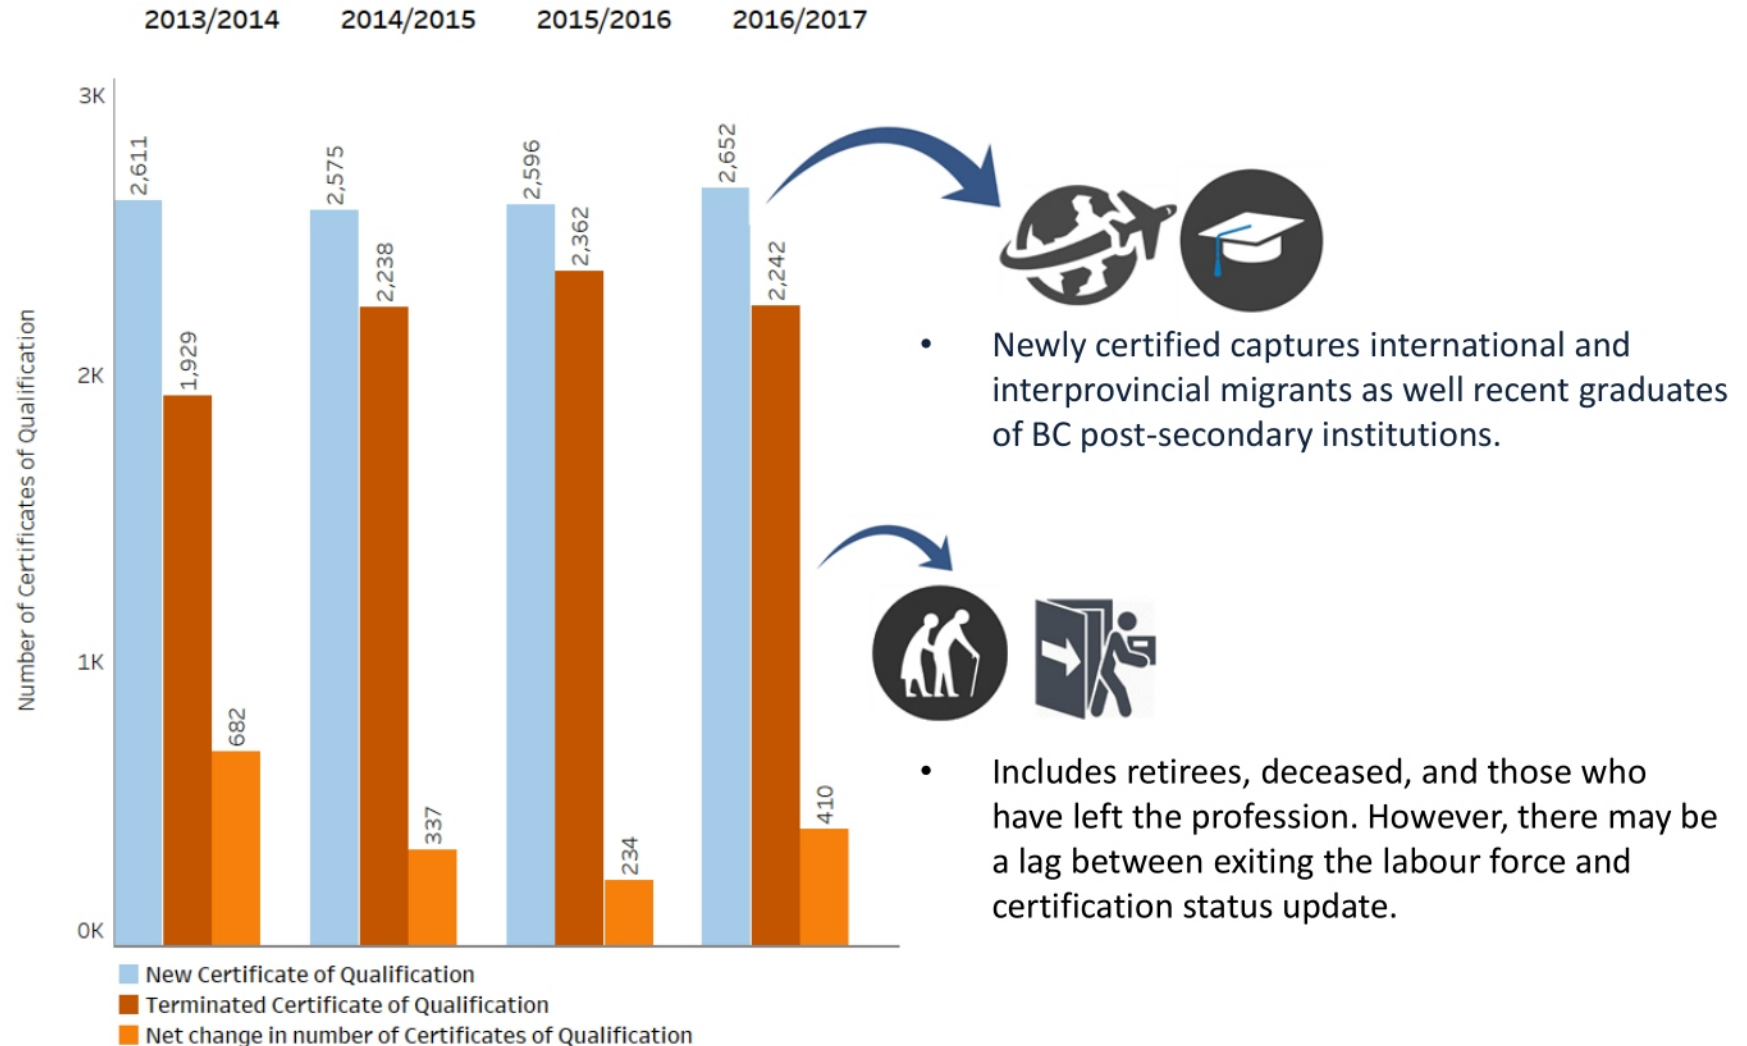 2013/2014 2014/2015 2015/2016 2016/2017
3K
2K
1K
0K
Number of Certificates of Qualification
2,611
1,929
682
2,575
2,238
337
2,596
2,362
234
2,652
2,242
410
• Newly certified captures international and
interprovincial migrants as well recent graduates
of BC post-secondary institutions.
• Includes retirees, deceased, and those who
have left the profession. However, there may be
a lag between exiting the labour force and
certification status update.
New Certificate of Qualification
Terminated Certificate of Qualification
Net change in number of Certificates of Qualification